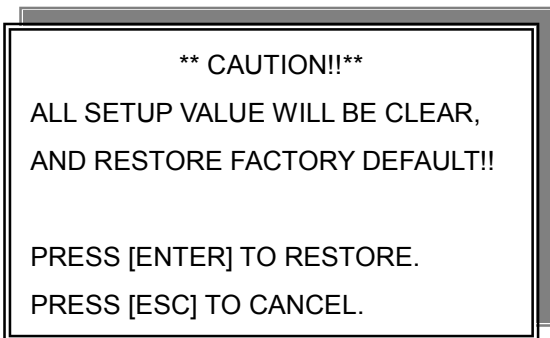 ** CAUTION!!**
ALL SETUP VALUE WILL BE CLEAR,
AND RESTORE FACTORY DEFAULT!!
PRESS [ENTER] TO RESTORE.
PRESS [ESC] TO CANCEL.